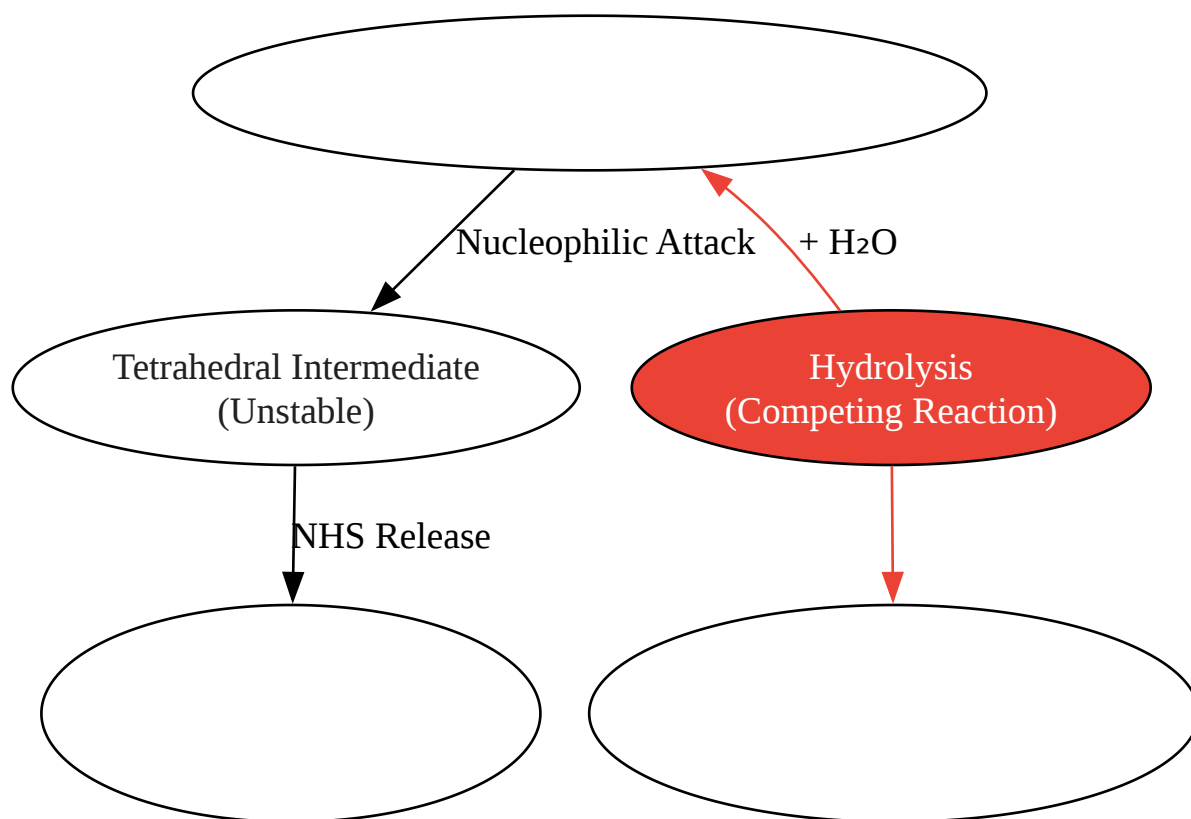 Nucleophilic Attack
+ H₂O
Tetrahedral Intermediate
(Unstable)
Hydrolysis
(Competing Reaction)
NHS Release